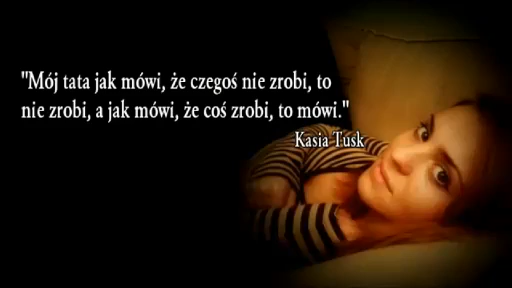 "Mój tata jak mówi, że czegoś nie zrobi, to
nie zrobi, a jak mówi, że coś zrobi, to mówi."
Kasia Tusk